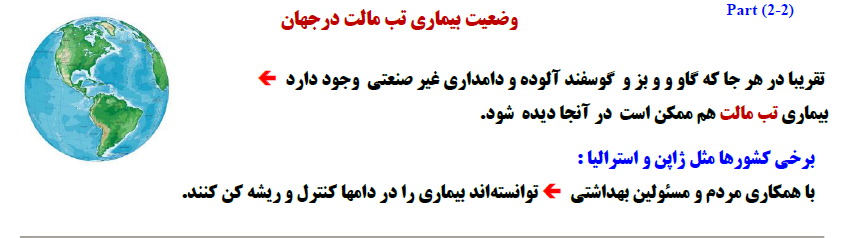 Part (2-2)
وضعیت بیماری تب مالت درجهان
تقریبا در هر جا که گاو و و بز و گوسفند آلوده و دامداری غیر صنعتی وجود دارد ←
بیماری تب مالت هم ممکن است در آنجا دیده شود.
برخی کشورها مثل ژاپن و استرالیا :
با همکاری مردم و مسئولین بهداشتی ← توانسته‌اند بیماری را در دامها کنترل و ریشه کن کنند.